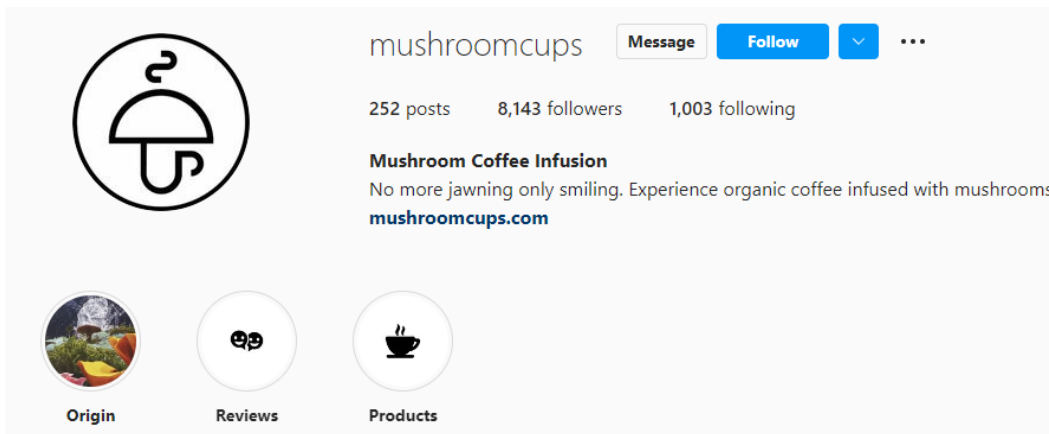 mushroomcups Message Follow
252 posts 8,143 followers 1,003 following
Mushroom Coffee Infusion
No more jawning only smiling. Experience organic coffee infused with mushrooms
mushroomcups.com
Origin Reviews Products